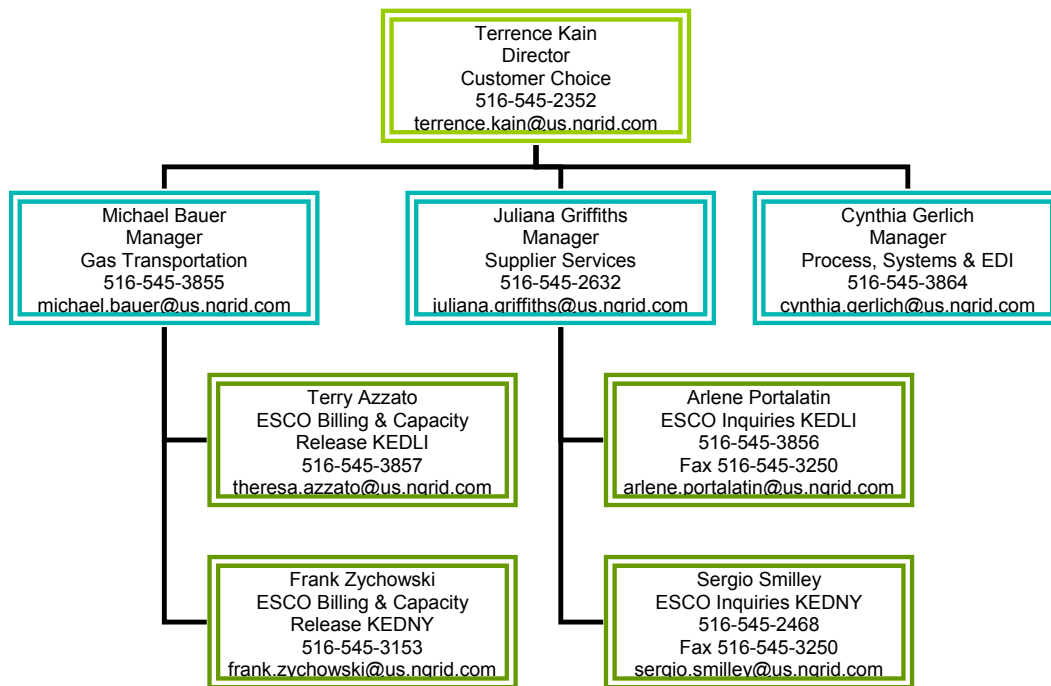 Terrence Kain
Director
Customer Choice
516-545-2352
terrence.kain@us.ngrid.com
Michael Bauer
Manager
Gas Transportation
516-545-3855
michael.bauer@us.ngrid.com
Juliana Griffiths
Manager
Supplier Services
516-545-2632
juliana.griffiths@us.ngrid.com
Cynthia Gerlich
Manager
Process, Systems & EDI
516-545-3864
cynthia.gerlich@us.ngrid.com
Terry Azzato
ESCO Billing & Capacity
Release KEDLI
516-545-3857
theresa.azzato@us.ngrid.com
Arlene Portalatin
ESCO Inquiries KEDLI
516-545-3856
Fax 516-545-3250
arlene.portalatin@us.ngrid.com
Frank Zychowski
ESCO Billing & Capacity
Release KEDNY
516-545-3153
frank.zychowski@us.ngrid.com
Sergio Smilley
ESCO Inquiries KEDNY
516-545-2468
Fax 516-545-3250
sergio.smilley@us.ngrid.com